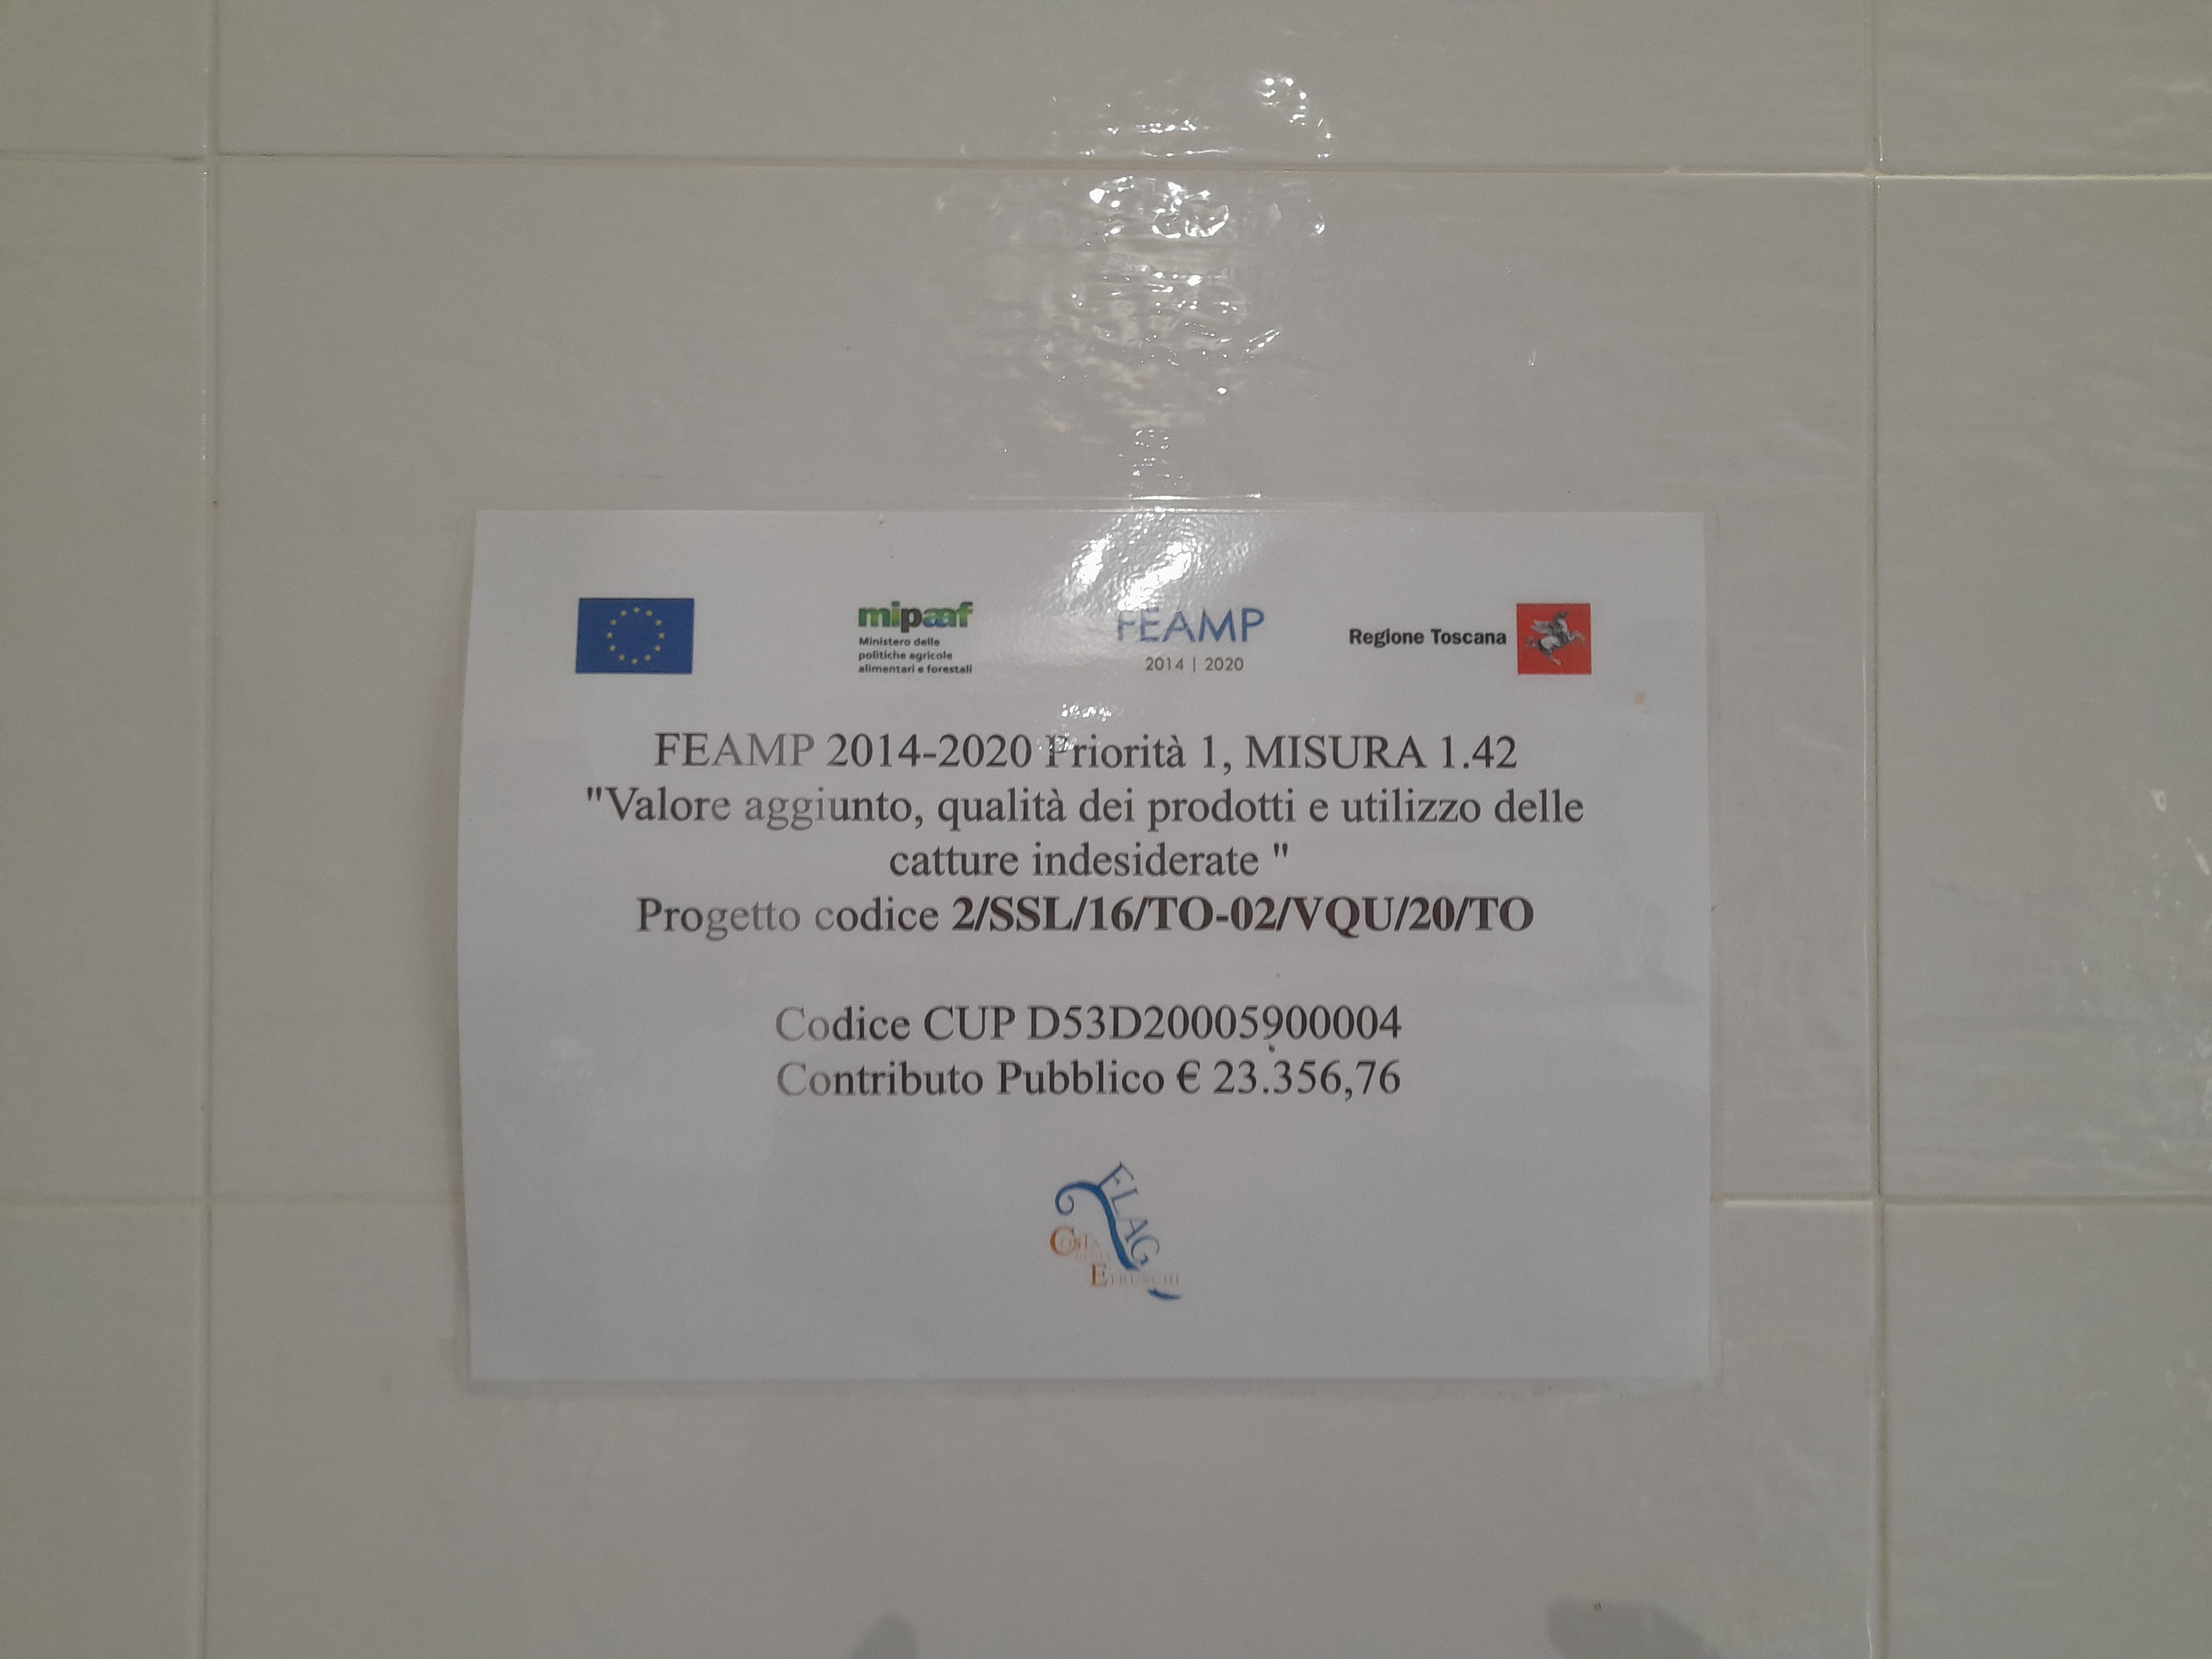 mipaaf
Ministero delle
politiche agricole
alimentari e forestali
FEAMP
2014 | 2020
Regione Toscana
FEAMP 2014-2020 Priorità 1, MISURA 1.42
"Valore aggiunto, qualità dei prodotti e utilizzo delle
catture indesiderate "
Progetto codice 2/SSL/16/TO-02/VQU/20/TO
Codice CUP D53D20005900004
Contributo Pubblico € 23.356,76
FLAG
Costa
Etruschi